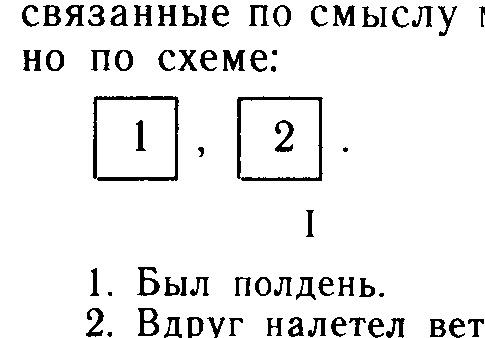 связанные по смыслу
но по схеме:
1 , 2 .
I
1. Был полдень.
2. Вдруг налетел